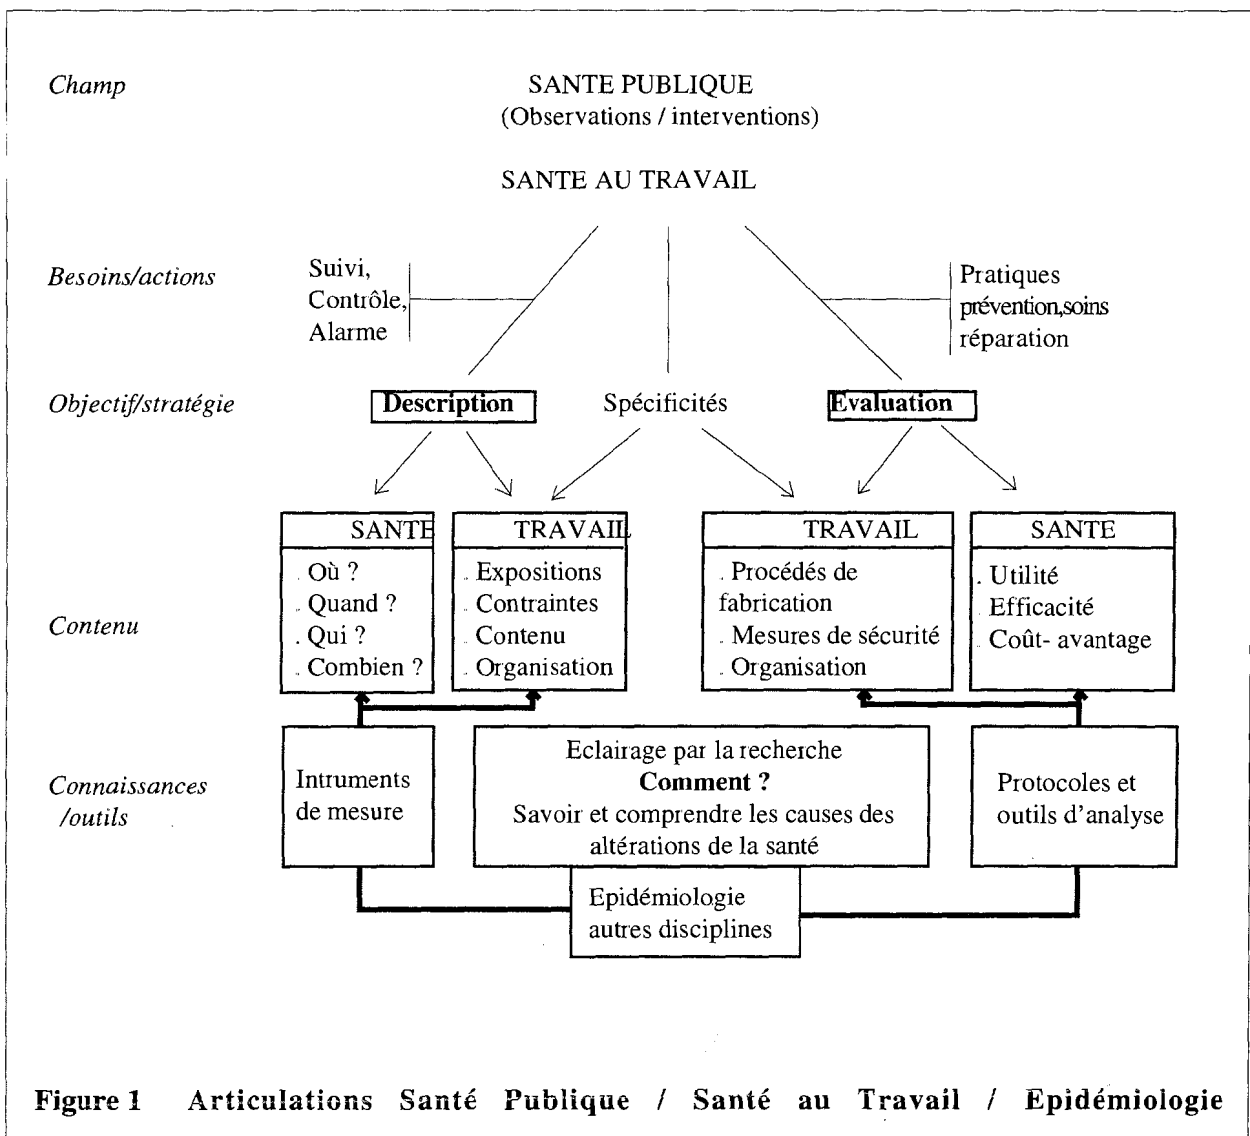 Champ
SANTE PUBLIQUE
(Observations / interventions)
SANTE AU TRAVAIL
Besoins/actions
Suivi,
Contrôle,
Alarme
Pratiques
prévention,soins
réparation
Objectif/stratégie
Description
Spécificités
Evaluation
Contenu
SANTE
. Où ?
. Quand ?
. Qui ?
. Combien ?
TRAVAIL
. Expositions
. Contraintes
. Contenu
. Organisation
TRAVAIL
. Procédés de
fabrication
. Mesures de sécurité
. Organisation
SANTE
. Utilité
. Efficacité
. Coût- avantage
Connaissances
/outils
Intruments
de mesure
Eclairage par la recherche
Comment ?
Savoir et comprendre les causes des
altérations de la santé
Protocoles et
outils d'analyse
Epidémiologie
autres disciplines
Figure 1 Articulations Santé Publique / Santé au Travail / Epidémiologie